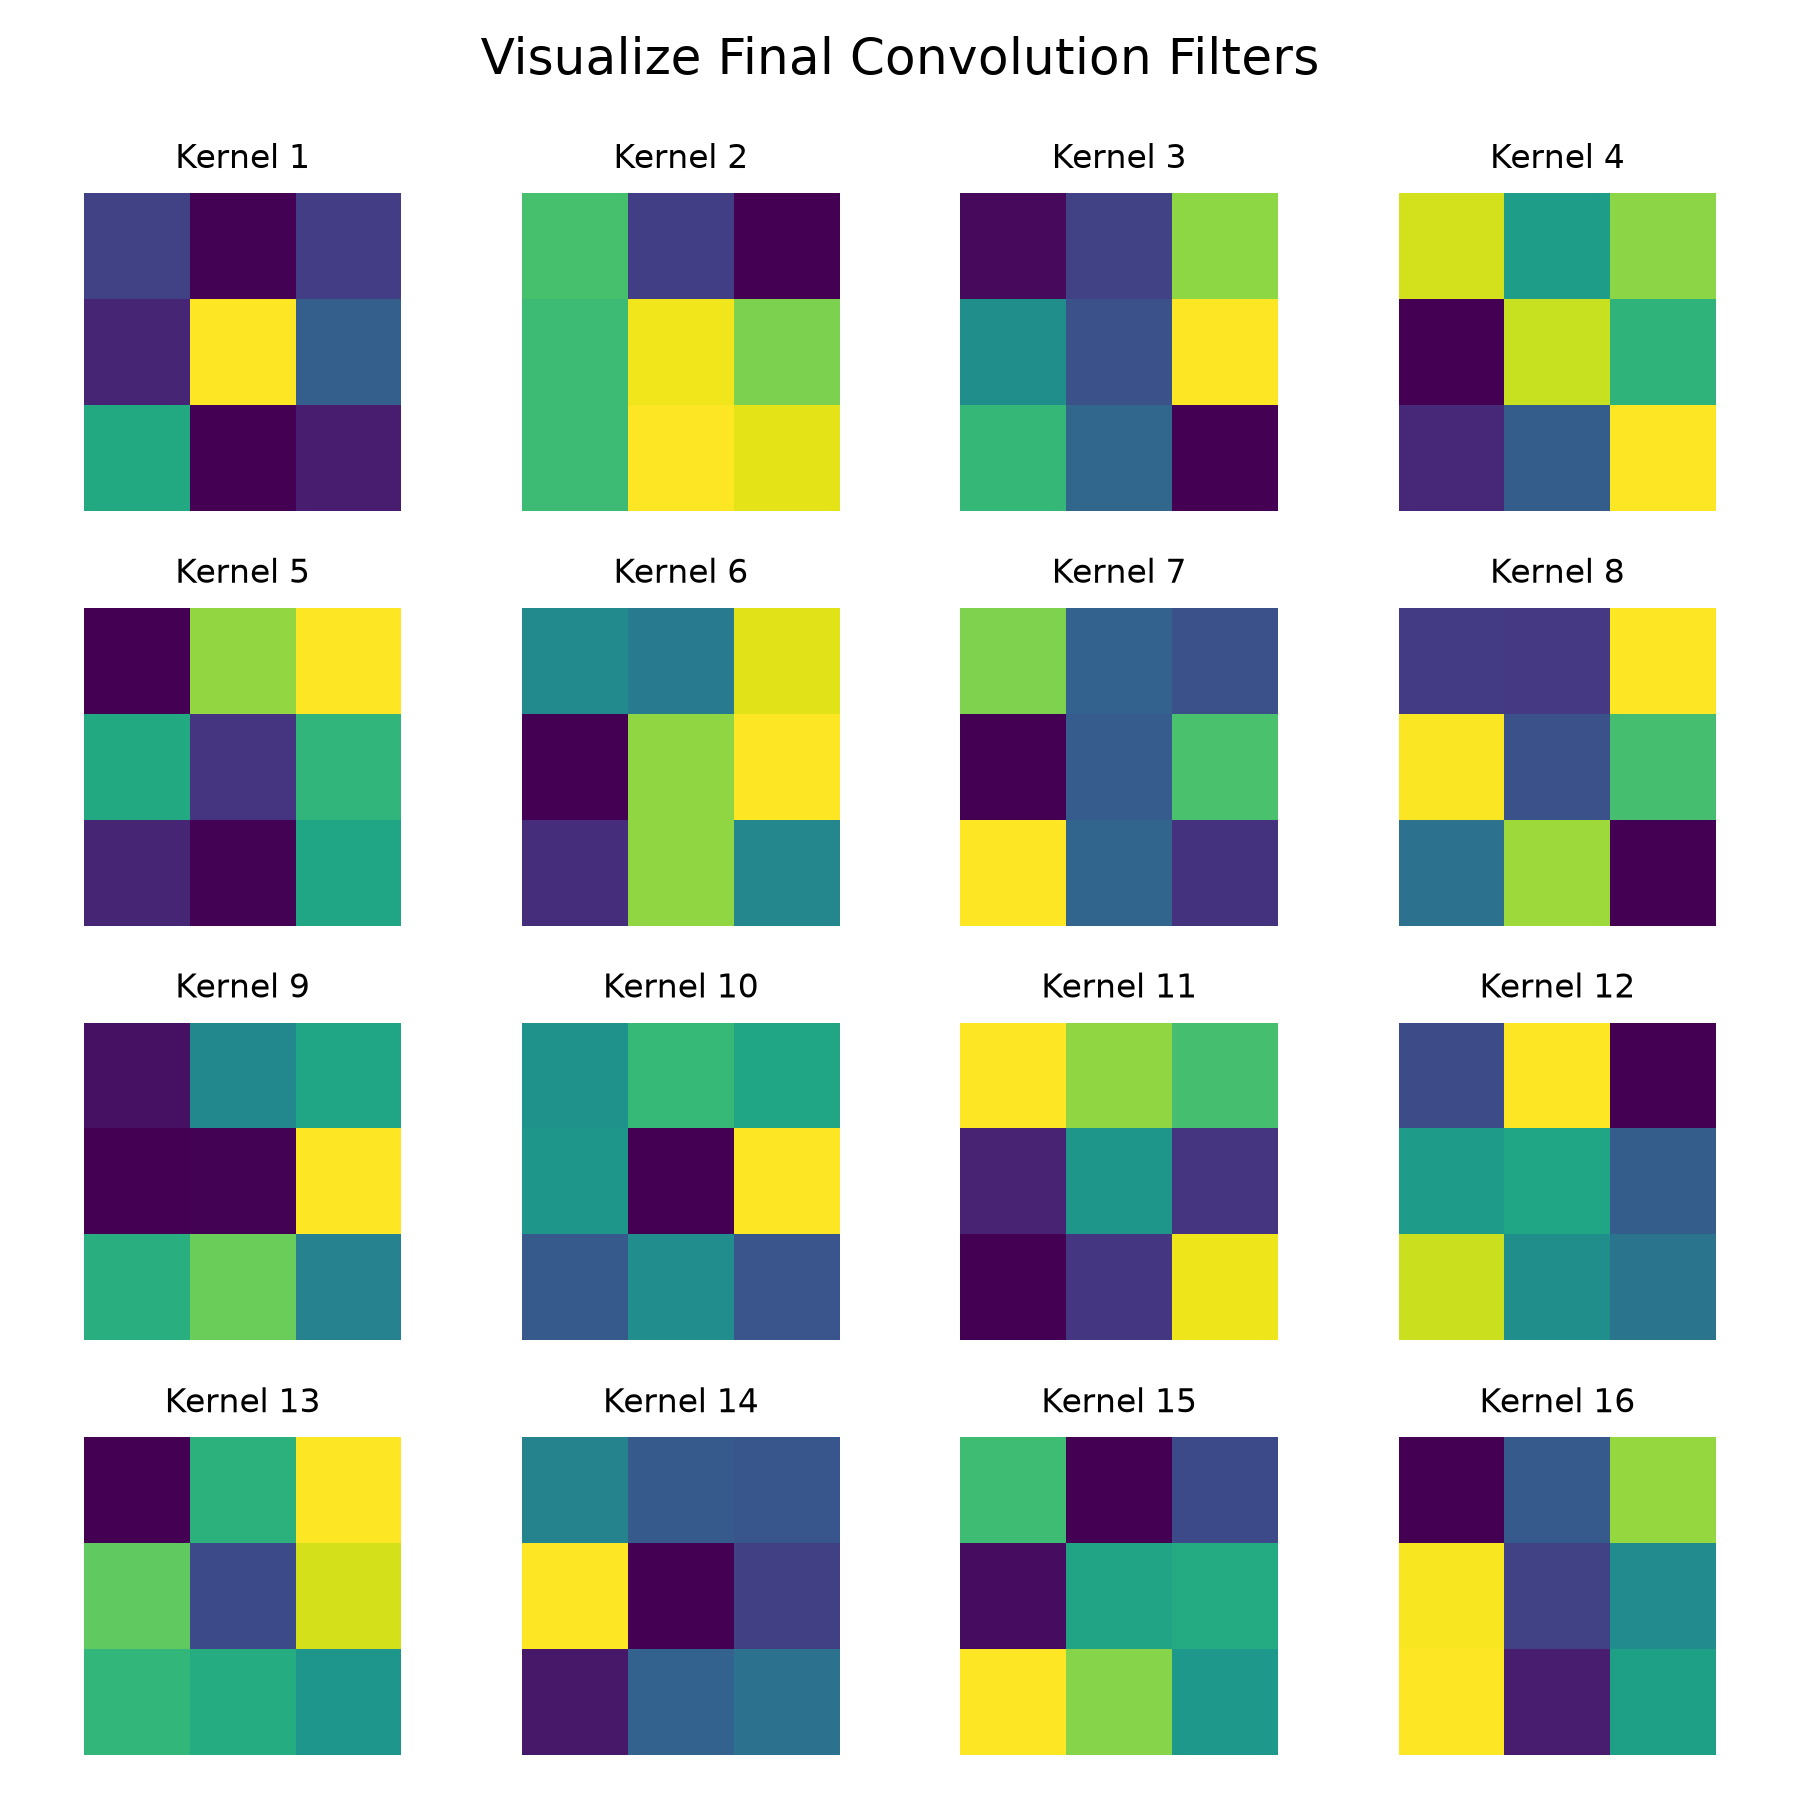 Visualize Final Convolution Filters
Kernel 1
Kernel 2
Kernel 3
Kernel 4
Kernel 5
Kernel 6
Kernel 7
Kernel 8
Kernel 9
Kernel 10
Kernel 11
Kernel 12
Kernel 13
Kernel 14
Kernel 15
Kernel 16